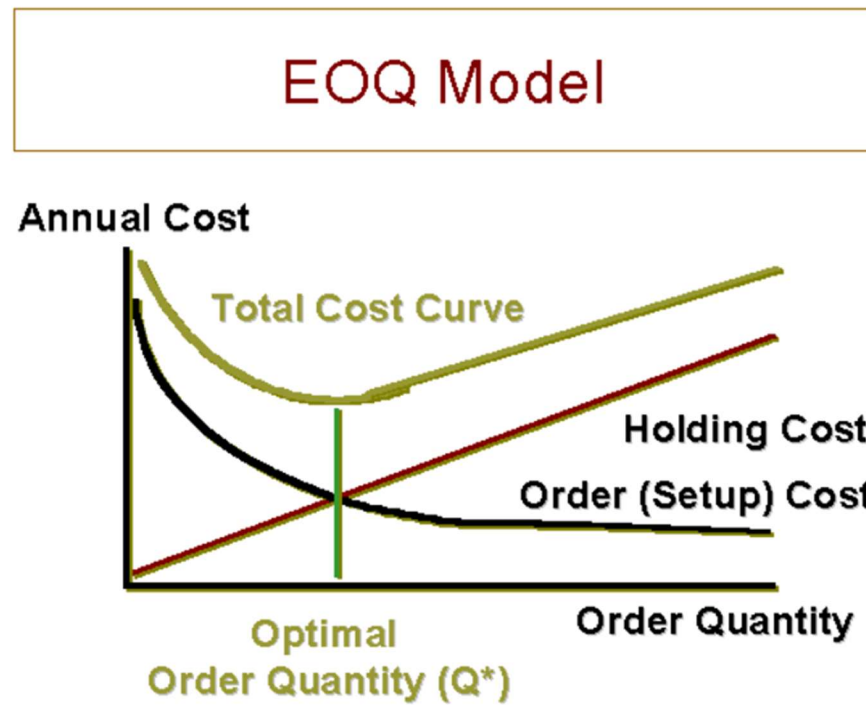 EOQ Model
Annual Cost
Total Cost Curve
Holding Cost
Order (Setup) Cost
Order Quantity
Optimal
Order Quantity (Q*)